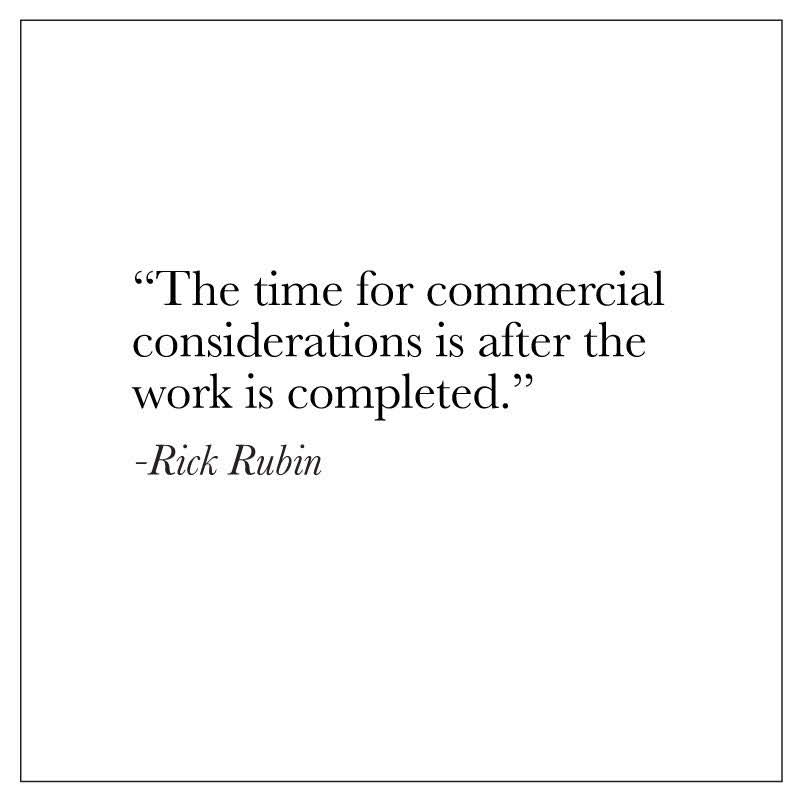 “The time for commercial
considerations is after the
work is completed.”
-Rick Rubin